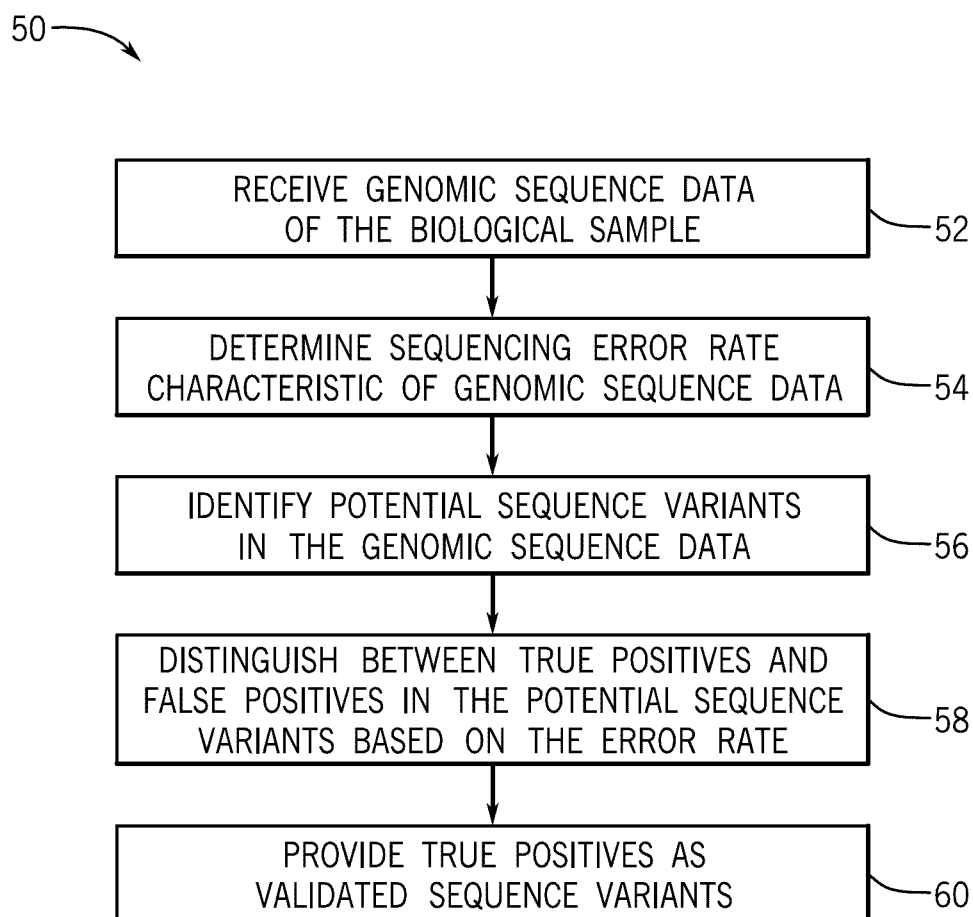 50
RECEIVE GENOMIC SEQUENCE DATA
OF THE BIOLOGICAL SAMPLE
52
DETERMINE SEQUENCING ERROR RATE
CHARACTERISTIC OF GENOMIC SEQUENCE DATA
54
IDENTIFY POTENTIAL SEQUENCE VARIANTS
IN THE GENOMIC SEQUENCE DATA
56
DISTINGUISH BETWEEN TRUE POSITIVES AND
FALSE POSITIVES IN THE POTENTIAL SEQUENCE
VARIANTS BASED ON THE ERROR RATE
58
PROVIDE TRUE POSITIVES AS
VALIDATED SEQUENCE VARIANTS
60